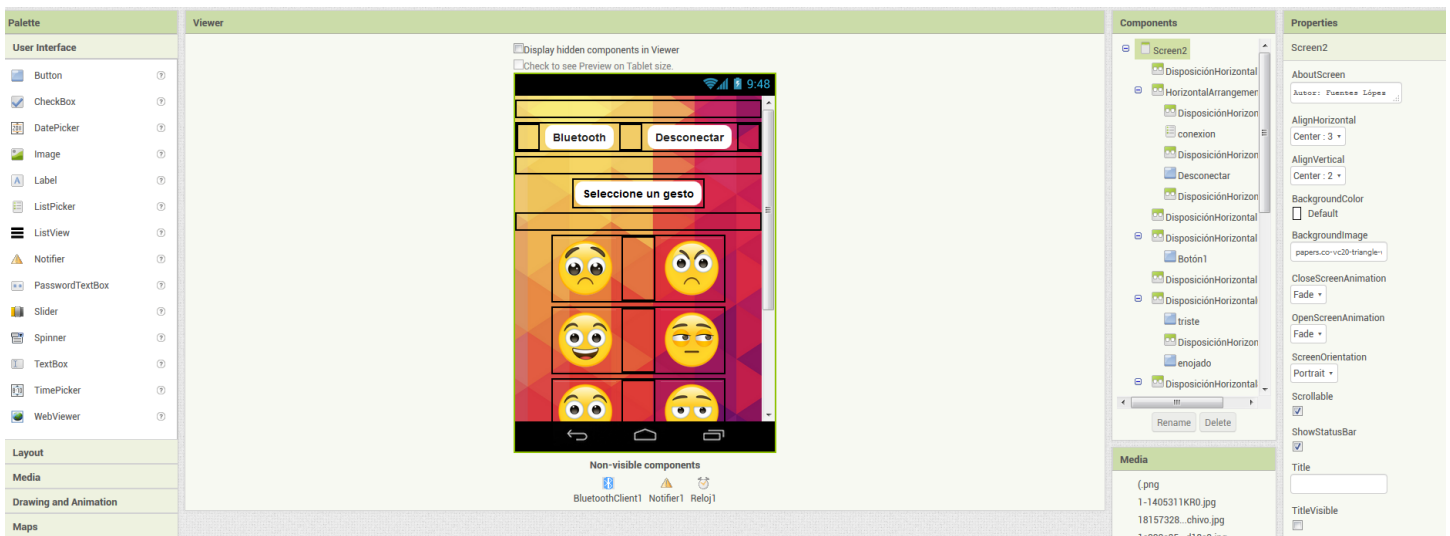 Palette
User Interface
Button
CheckBox
DatePicker
Image
Label
ListPicker
ListView
Notifier
PasswordTextBox
Slider
Spinner
TextBox
TimePicker
WebViewer
Layout
Media
Drawing and Animation
Maps
Viewer
Display hidden components in Viewer
Check to see Preview on Tablet size.
9:48
Bluetooth Desconectar
Seleccione un gesto
Non-visible components
BluetoothClient1 Notifier1 Reloj1
Components
Screen2
DisposiciónHorizontal
HorizontalArrangemen
DisposiciónHorizon
conexion
DisposiciónHorizon
Desconectar
DisposiciónHorizon
DisposiciónHorizontal
DisposiciónHorizontal
Botón1
DisposiciónHorizontal
DisposiciónHorizontal
triste
DisposiciónHorizon
enojado
DisposiciónHorizontal
Rename Delete
Media
(.png
1-1405311KR0.jpg
18157328...chivo.jpg
Properties
Screen2
AboutScreen
Autor: Fuentes López
AlignHorizontal
Center : 3
AlignVertical
Center : 2
BackgroundColor
Default
BackgroundImage
papers.co-vc20-triangle-
CloseScreenAnimation
Fade
OpenScreenAnimation
Fade
ScreenOrientation
Portrait
Scrollable
ShowStatusBar
Title
TitleVisible